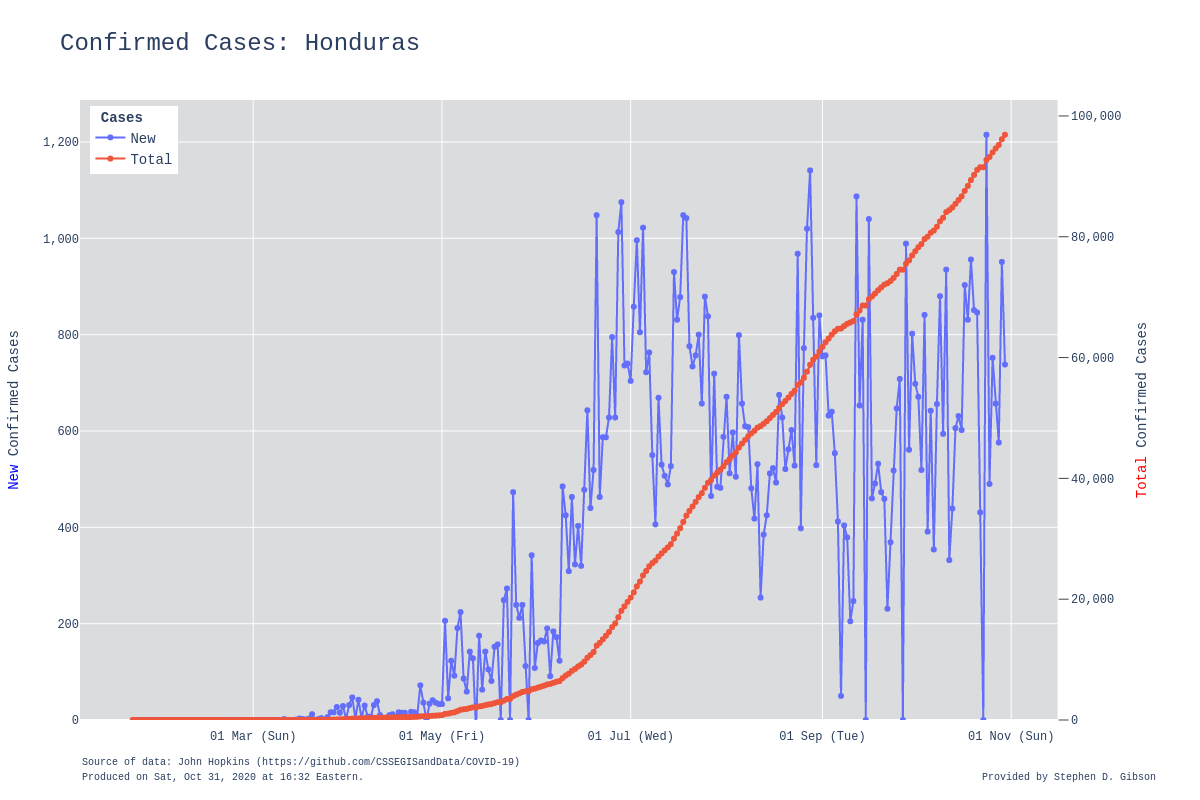 Confirmed Cases: Honduras
Cases
New
Total
1,200
1,000
800
600
400
200
0
100,000
80,000
60,000
40,000
20,000
0
New Confirmed Cases
Total Confirmed Cases
01 Mar (Sun)
01 May (Fri)
01 Jul (Wed)
01 Sep (Tue)
01 Nov (Sun)
Source of data: John Hopkins (https://github.com/CSSEGISandData/COVID-19)
Produced on Sat, Oct 31, 2020 at 16:32 Eastern.
Provided by Stephen D. Gibson